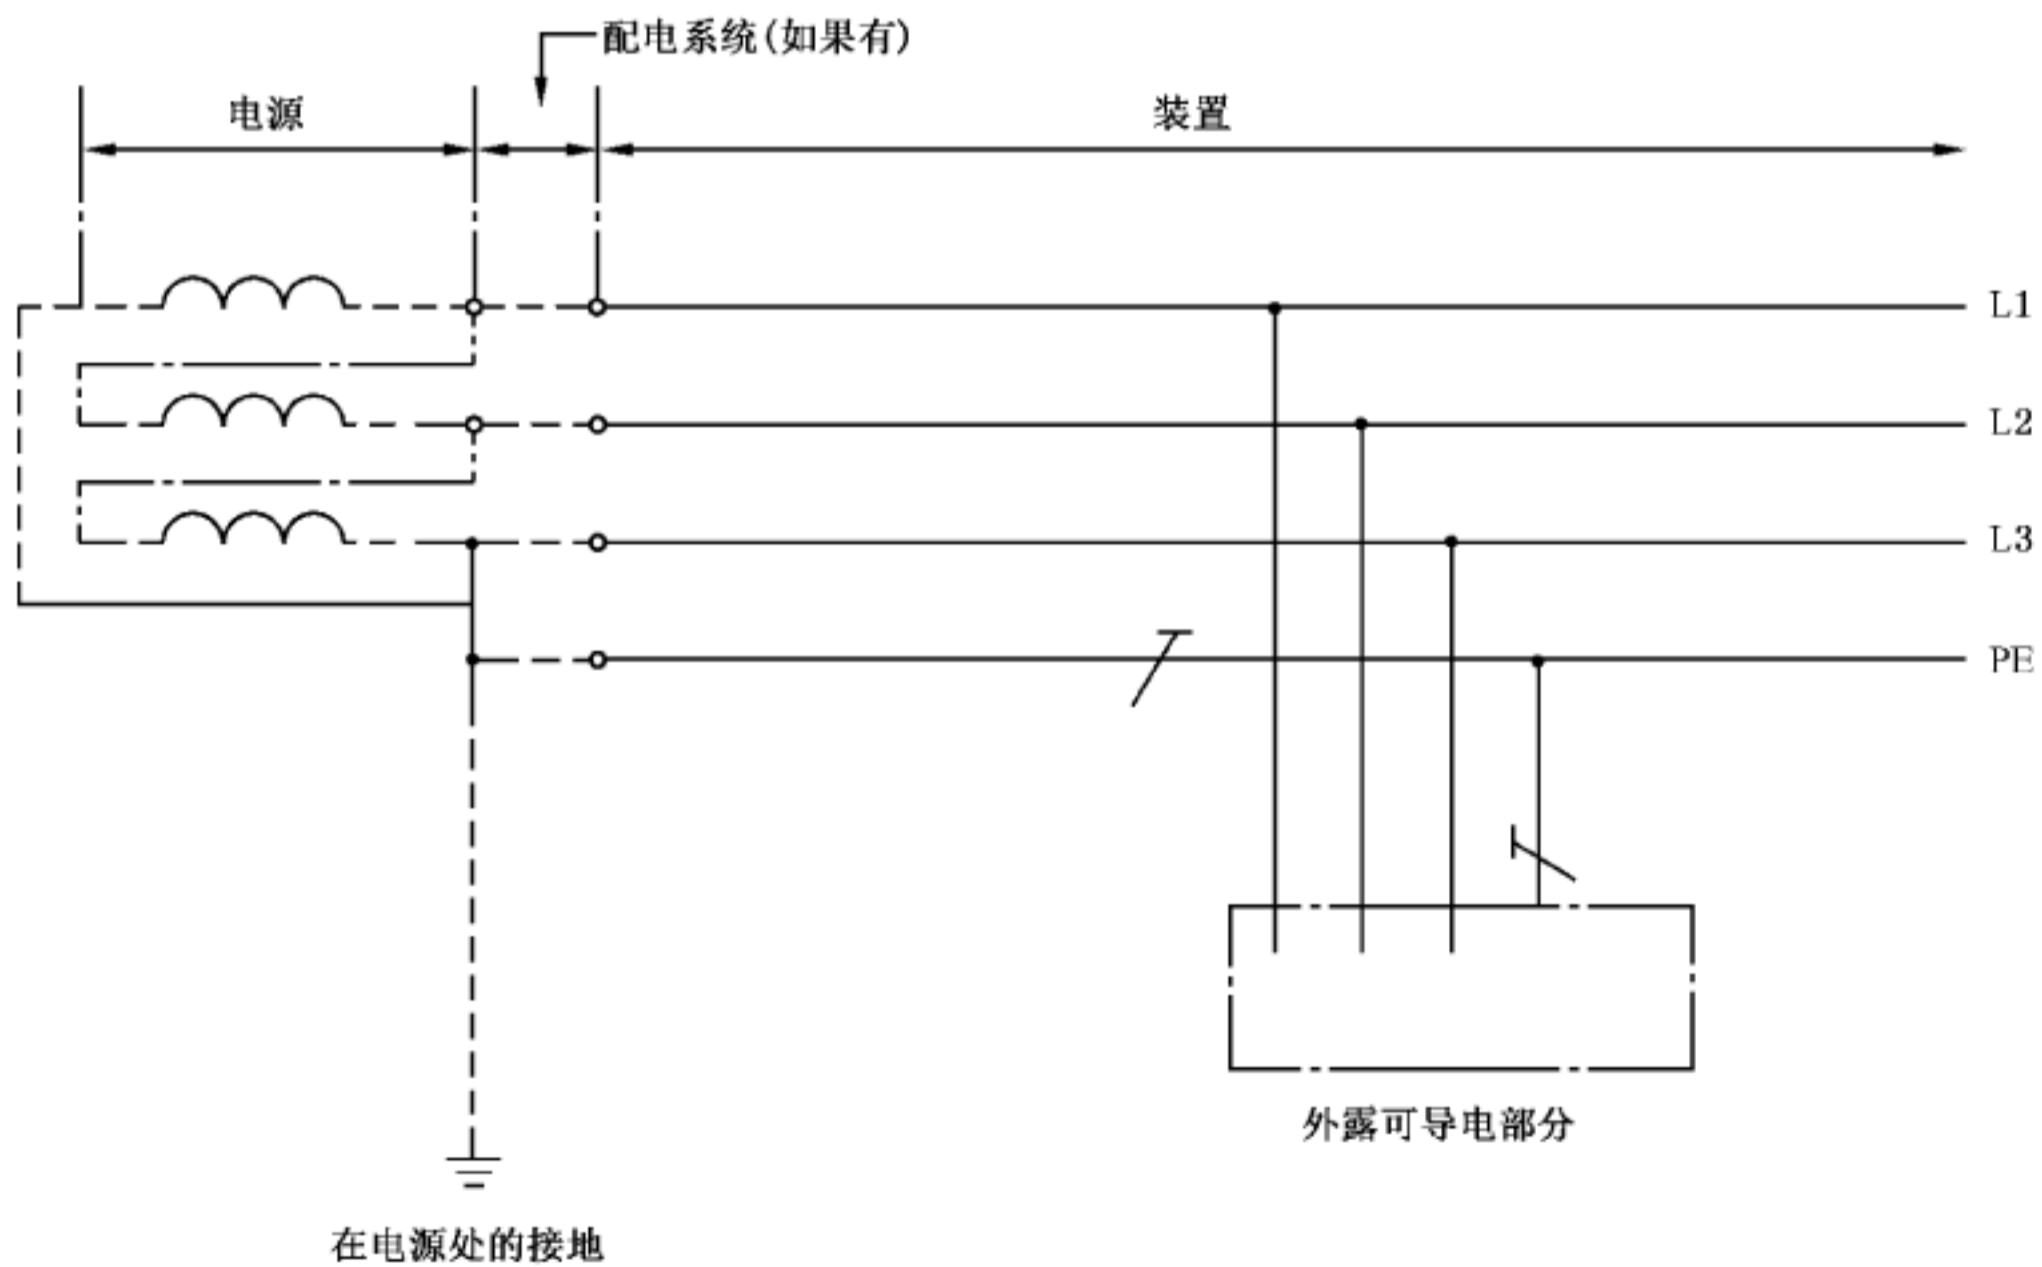 配电系统(如果有)
电源
装置
L1
L2
L3
PE
外露可导电部分
在电源处的接地